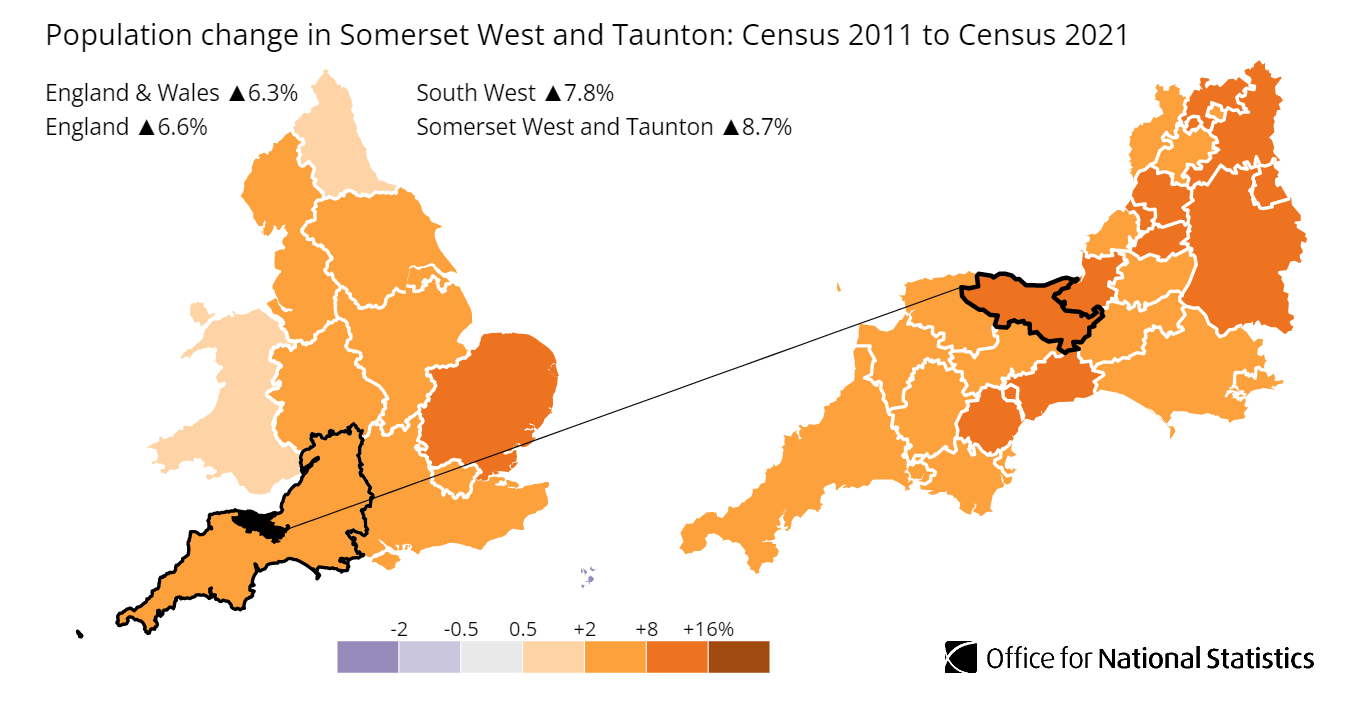 Population change in Somerset West and Taunton: Census 2011 to Census 2021
England & Wales ▲6.3%
South West ▲7.8%
England ▲6.6%
Somerset West and Taunton ▲8.7%
-2 -0.5 0.5 +2 +8 +16%
Office for National Statistics